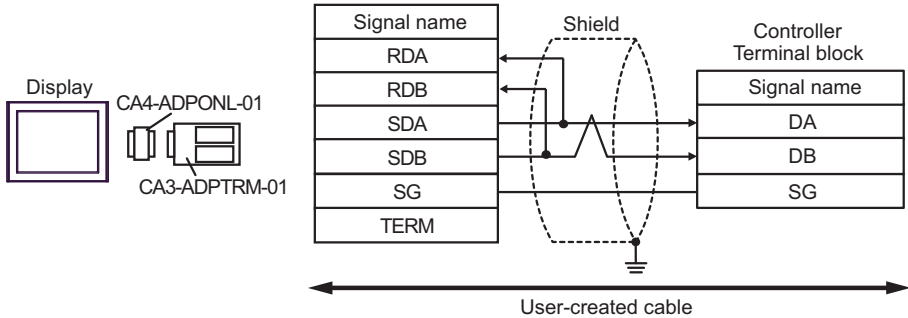 Display
CA4-ADPONL-01
CA3-ADPTRM-01
Signal name
RDA
RDB
SDA
SDB
SG
TERM
Shield
Controller
Terminal block
Signal name
DA
DB
SG
User-created cable